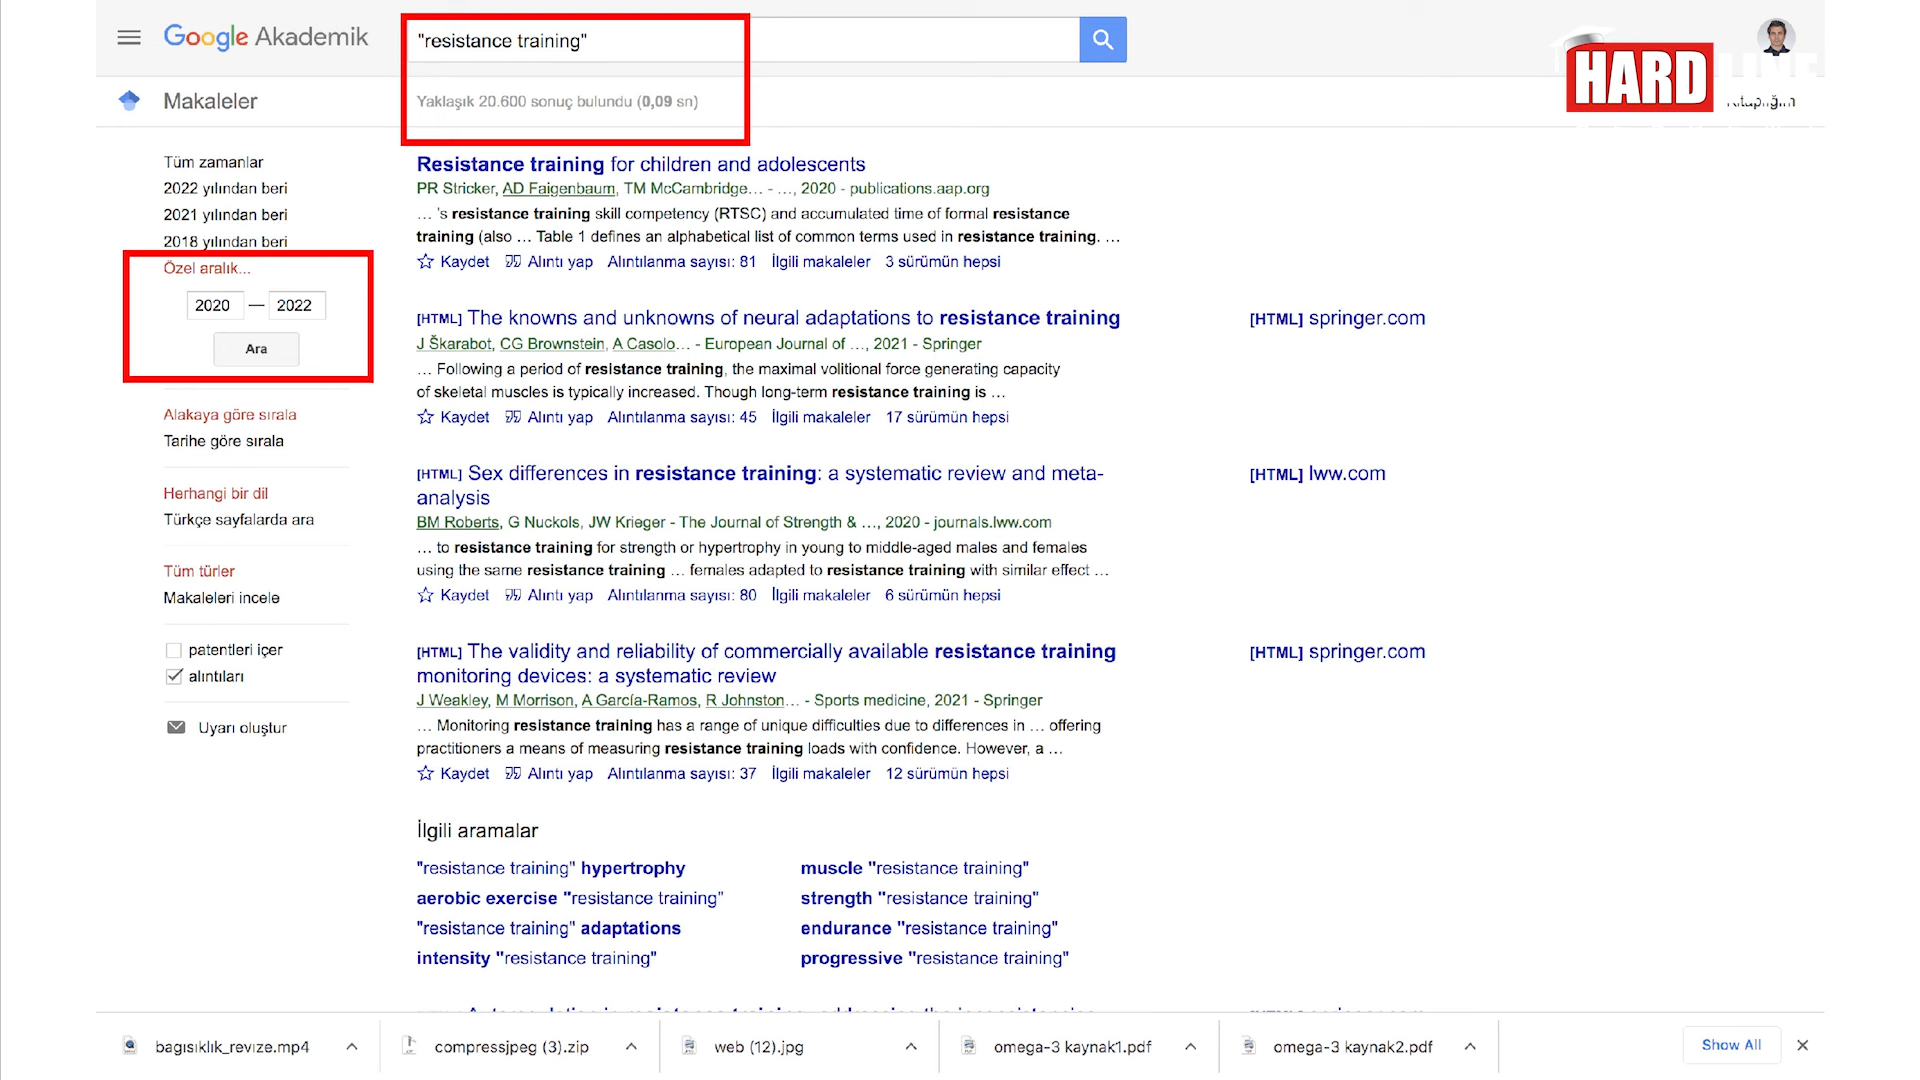 Google Akademik
"resistance training"
HARD
LINE
Makaleler
Yaklaşık 20.600 sonuç bulundu (0,09 sn)
Kitaplığım
Tüm zamanlar
2022 yılından beri
2021 yılından beri
2018 yılından beri
Özel aralık...
2020 — 2022
Ara
Alakaya göre sırala
Tarihe göre sırala
Herhangi bir dil
Türkçe sayfalarda ara
Tüm türler
Makaleleri incele
patentleri içer
alıntıları
Uyarı oluştur
Resistance training for children and adolescents
PR Stricker, AD Faigenbaum, TM McCambridge… - …, 2020 - publications.aap.org
… 's resistance training skill competency (RTSC) and accumulated time of formal resistance
training (also … Table 1 defines an alphabetical list of common terms used in resistance training. …
Kaydet Alıntı yap Alıntılanma sayısı: 81 İlgili makaleler 3 sürümün hepsi
[HTML] The knowns and unknowns of neural adaptations to resistance training
[HTML] springer.com
J Škarabot, CG Brownstein, A Casolo… - European Journal of …, 2021 - Springer
… Following a period of resistance training, the maximal volitional force generating capacity
of skeletal muscles is typically increased. Though long-term resistance training is …
Kaydet Alıntı yap Alıntılanma sayısı: 45 İlgili makaleler 17 sürümün hepsi
[HTML] Sex differences in resistance training: a systematic review and meta-
analysis
[HTML] lww.com
BM Roberts, G Nuckols, JW Krieger - The Journal of Strength & …, 2020 - journals.lww.com
… to resistance training for strength or hypertrophy in young to middle-aged males and females
using the same resistance training … females adapted to resistance training with similar effect …
Kaydet Alıntı yap Alıntılanma sayısı: 80 İlgili makaleler 6 sürümün hepsi
[HTML] The validity and reliability of commercially available resistance training
monitoring devices: a systematic review
[HTML] springer.com
J Weakley, M Morrison, A García-Ramos, R Johnston… - Sports medicine, 2021 - Springer
… Monitoring resistance training has a range of unique difficulties due to differences in … offering
practitioners a means of measuring resistance training loads with confidence. However, a …
Kaydet Alıntı yap Alıntılanma sayısı: 37 İlgili makaleler 12 sürümün hepsi
İlgili aramalar
"resistance training" hypertrophy
muscle "resistance training"
aerobic exercise "resistance training"
strength "resistance training"
"resistance training" adaptations
endurance "resistance training"
intensity "resistance training"
progressive "resistance training"
bagısıklık_revıze.mp4
compressjpeg (3).zip
web (12).jpg
omega-3 kaynak1.pdf
omega-3 kaynak2.pdf
Show All